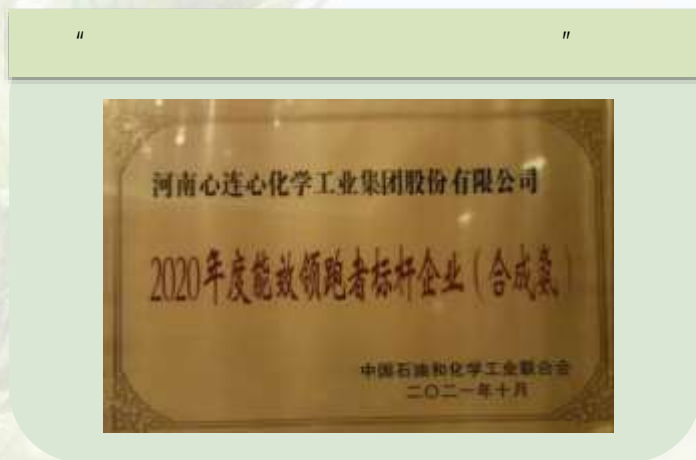 “ ”
河南心连心化学工业集团股份有限公司
2020年度能效领跑者标杆企业(合成氨)
中国石油和化学工业联合会
二〇二一年十月